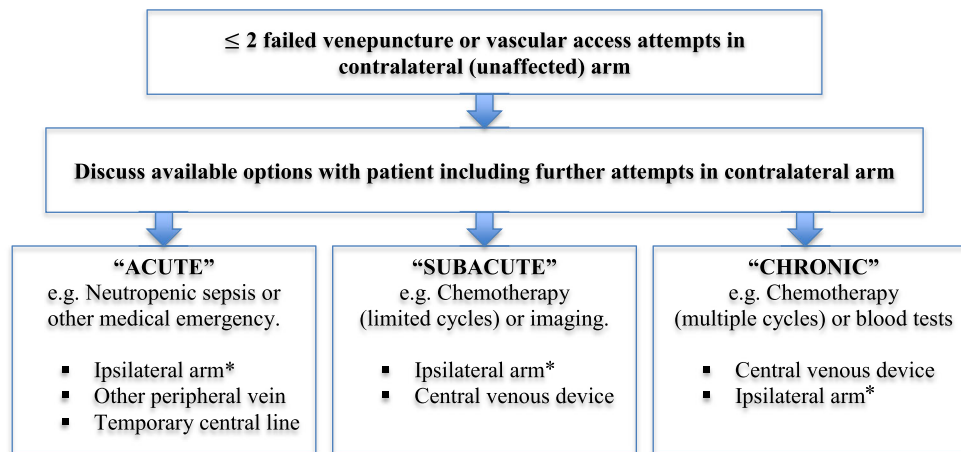 ≤ 2 failed venepuncture or vascular access attempts in
contralateral (unaffected) arm
Discuss available options with patient including further attempts in contralateral arm
“ACUTE”
e.g. Neutropenic sepsis or
other medical emergency.
▪ Ipsilateral arm*
▪ Other peripheral vein
▪ Temporary central line
“SUBACUTE”
e.g. Chemotherapy
(limited cycles) or imaging.
▪ Ipsilateral arm*
▪ Central venous device
“CHRONIC”
e.g. Chemotherapy
(multiple cycles) or blood tests
▪ Central venous device
▪ Ipsilateral arm*